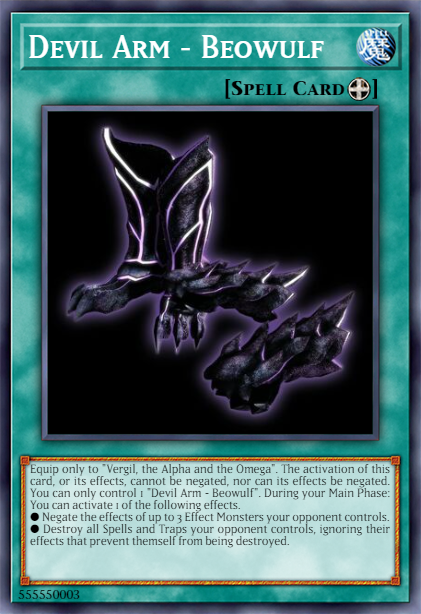 Devil Arm - Beowulf
魔
[Spell Card]
Equip only to "Vergil, the Alpha and the Omega". The activation of this
card, or its effects, cannot be negated, nor can its effects be negated.
You can only control 1 "Devil Arm - Beowulf". During your Main Phase:
You can activate 1 of the following effects.
● Negate the effects of up to 3 Effect Monsters your opponent controls.
● Destroy all Spells and Traps your opponent controls, ignoring their
effects that prevent themself from being destroyed.
555550003